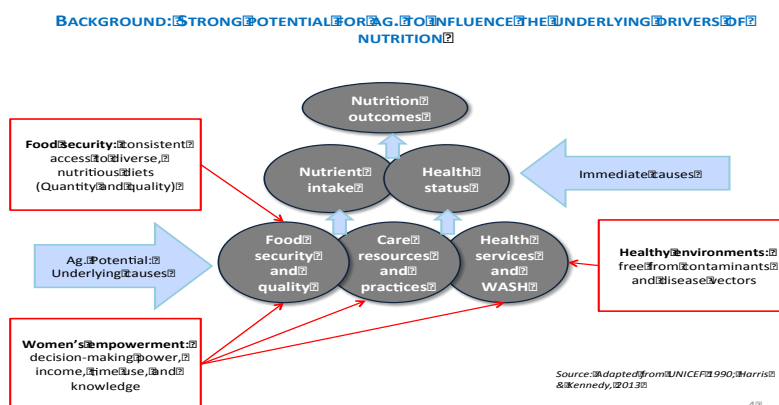 BACKGROUND: STRONG POTENTIAL FOR AG. TO INFLUENCE THE UNDERLYING DRIVERS OF
NUTRITION
Nutrition
outcomes
Food security: consistent
access to diverse,
nutritious diets
(Quantity and quality)
Nutrient
intake
Health
status
Immediate causes
Ag. Potential:
Underlying causes
Food
security
and
quality
Care
resources
and
practices
Health
services
and
WASH
Healthy environments:
free from contaminants
and disease vectors
Women's empowerment:
decision-making power,
income, time use, and
knowledge
Source: Adapted from UNICEF 1990; Harris
& Kennedy, 2013
4